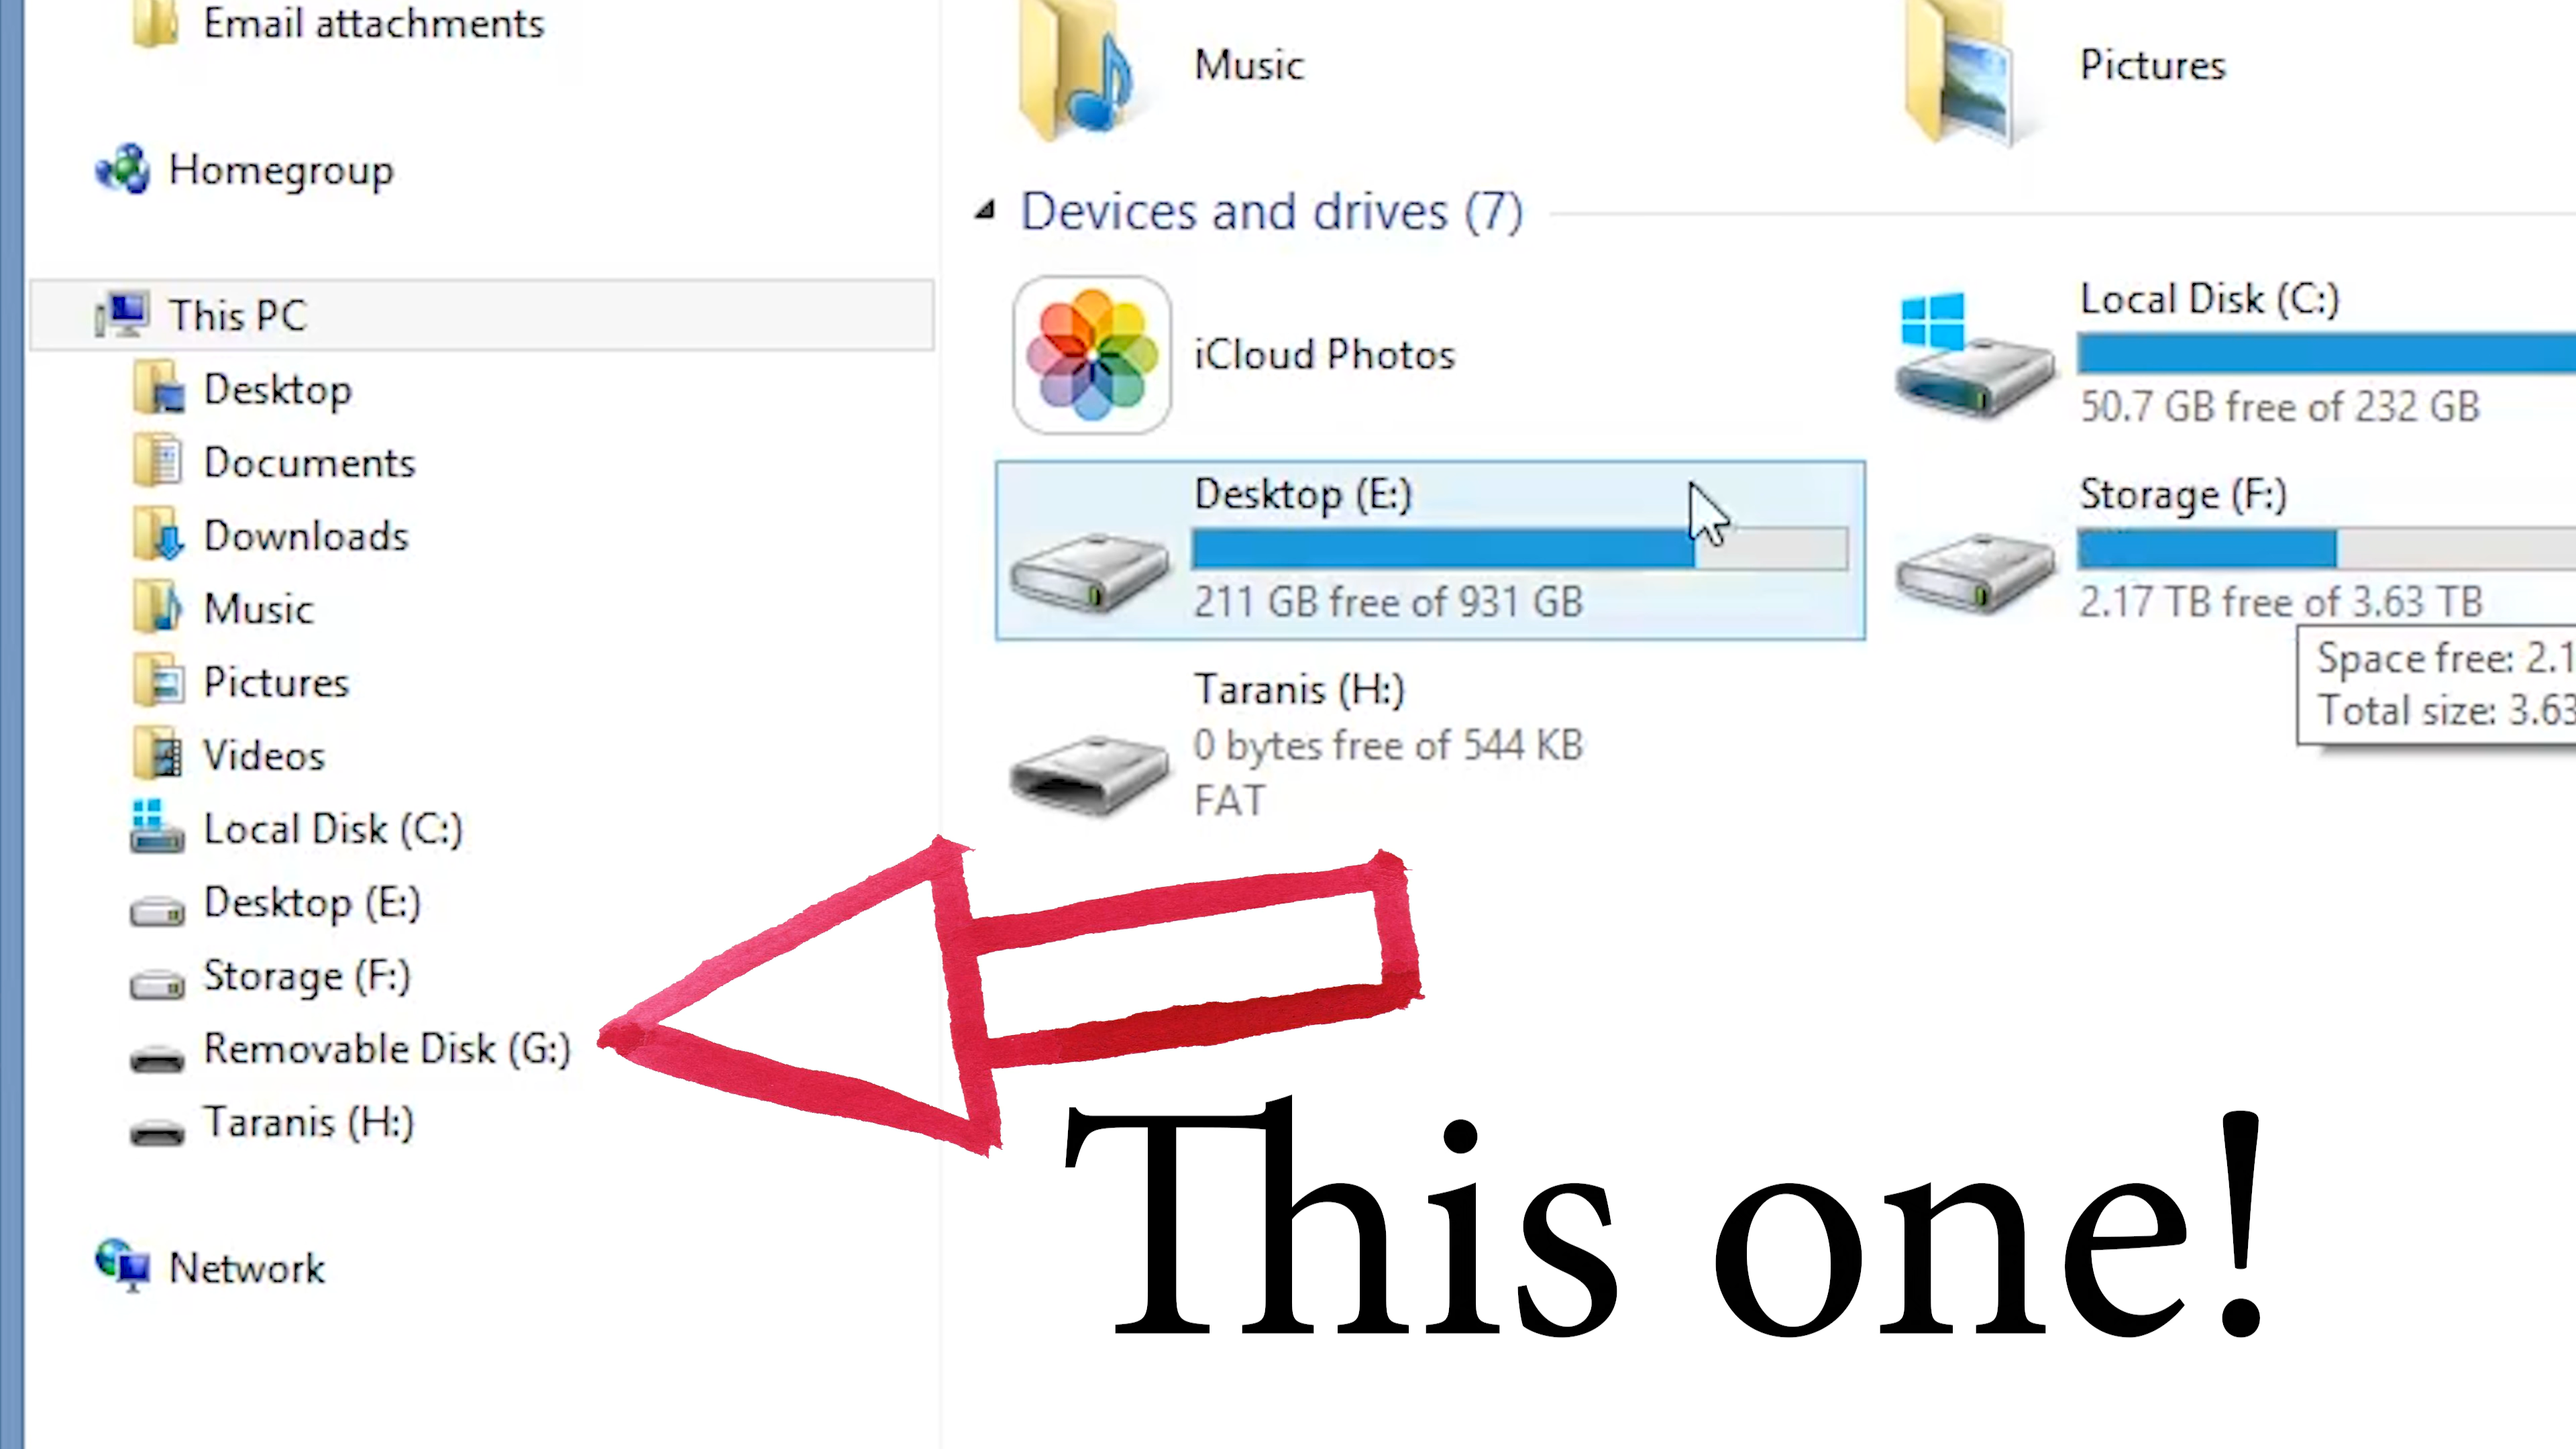 Email attachments
Homegroup
This PC
Desktop
Documents
Downloads
Music
Pictures
Videos
Local Disk (C:)
Desktop (E:)
Storage (F:)
Removable Disk (G:)
Taranis (H:)
Network
Music
Pictures
Devices and drives (7)
iCloud Photos
Local Disk (C:)
50.7 GB free of 232 GB
Desktop (E:)
211 GB free of 931 GB
Storage (F:)
2.17 TB free of 3.63 TB
Space free: 2.1
Total size: 3.63
Taranis (H:)
0 bytes free of 544 KB
FAT
This one!